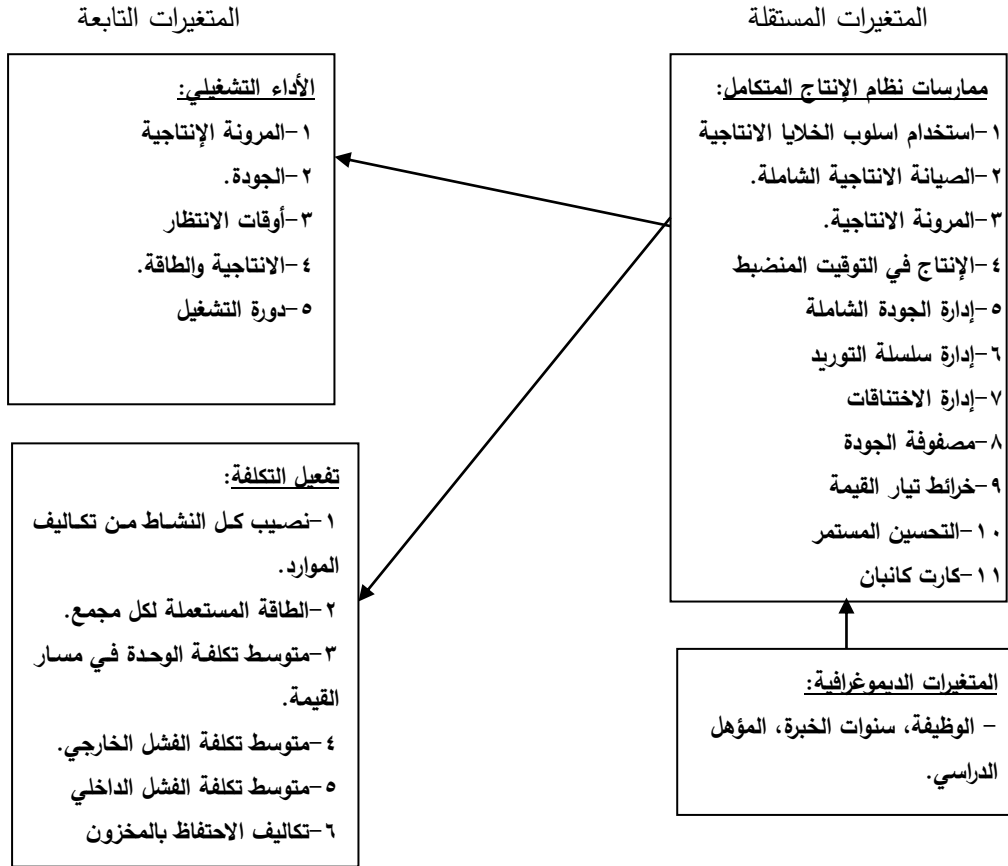 المتغيرات المستقلة
ممارسات نظام الإنتاج المتكامل:
١-استخدام اسلوب الخلايا الانتاجية
٢-الصيانة الانتاجية الشاملة.
٣-المرونة الانتاجية.
٤-الإنتاج في التوقيت المنضبط
٥-إدارة الجودة الشاملة
٦-إدارة سلسلة التوريد
٧-إدارة الاختناقات
٨-مصفوفة الجودة
٩-خرائط تيار القيمة
١٠-التحسين المستمر
١١-كارت كانبان
المتغيرات الديموغرافية:
- الوظيفة، سنوات الخبرة، المؤهل
الدراسي.
المتغيرات التابعة
الأداء التشغيلي:
١-المرونة الإنتاجية
٢-الجودة.
٣-أوقات الانتظار
٤-الانتاجية والطاقة.
٥-دورة التشغيل
تفعيل التكلفة:
١-نصيب كل النشاط من تكاليف
الموارد.
٢-الطاقة المستعملة لكل مجمع.
٣-متوسط تكلفة الوحدة في مسار
القيمة.
٤-متوسط تكلفة الفشل الخارجي.
٥-متوسط تكلفة الفشل الداخلي
٦-تكاليف الاحتفاظ بالمخزون